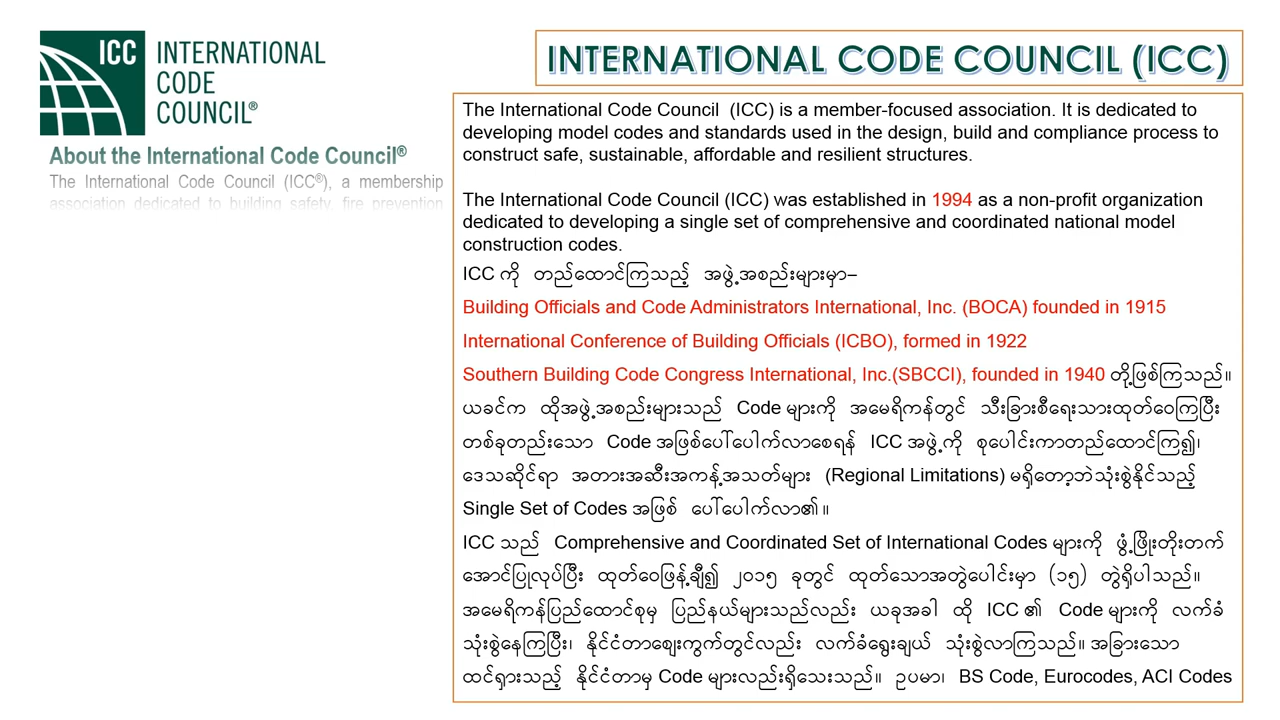 ICC INTERNATIONAL
CODE
COUNCIL®
About the International Code Council®
The International Code Council (ICC®), a membership
association dedicated to building safety, fire prevention
INTERNATIONAL CODE COUNCIL (ICC)
The International Code Council (ICC) is a member-focused association. It is dedicated to
developing model codes and standards used in the design, build and compliance process to
construct safe, sustainable, affordable and resilient structures.
The International Code Council (ICC) was established in 1994 as a non-profit organization
dedicated to developing a single set of comprehensive and coordinated national model
construction codes.
ICC ကို တည်ထောင်ကြသည့် အဖွဲ့အစည်းများမှာ–
Building Officials and Code Administrators International, Inc. (BOCA) founded in 1915
International Conference of Building Officials (ICBO), formed in 1922
Southern Building Code Congress International, Inc.(SBCCI), founded in 1940 တို့ဖြစ်ကြသည်။
ယခင်က ထိုအဖွဲ့အစည်းများသည် Code များကို အမေရိကန်တွင် သီးခြားစီရေးသားထုတ်ဝေကြပြီး
တစ်ခုတည်းသော Code အဖြစ်ပေါ်ပေါက်လာစေရန် ICC အဖွဲ့ကို စုပေါင်းကာတည်ထောင်ကြ၍၊
ဒေသဆိုင်ရာ အတားအဆီးအကန့်အသတ်များ (Regional Limitations) မရှိတော့ဘဲသုံးစွဲနိုင်သည့်
Single Set of Codes အဖြစ် ပေါ်ပေါက်လာ၏။
ICC သည် Comprehensive and Coordinated Set of International Codes များကို ဖွံ့ဖြိုးတိုးတက်
အောင်ပြုလုပ်ပြီး ထုတ်ဝေဖြန့်ချီ၍ ၂၀၁၅ ခုတွင် ထုတ်သောအတွဲပေါင်းမှာ (၁၅) တွဲရှိပါသည်။
အမေရိကန်ပြည်ထောင်စုမှ ပြည်နယ်များသည်လည်း ယခုအခါ ထို ICC ၏ Code များကို လက်ခံ
သုံးစွဲနေကြပြီး၊ နိုင်ငံတာဈေးကွက်တွင်လည်း လက်ခံရွေးချယ် သုံးစွဲလာကြသည်။ အခြားသော
ထင်ရှားသည့် နိုင်ငံတာမှ Code များလည်းရှိသေးသည်။ ဥပမာ၊ BS Code, Eurocodes, ACI Codes